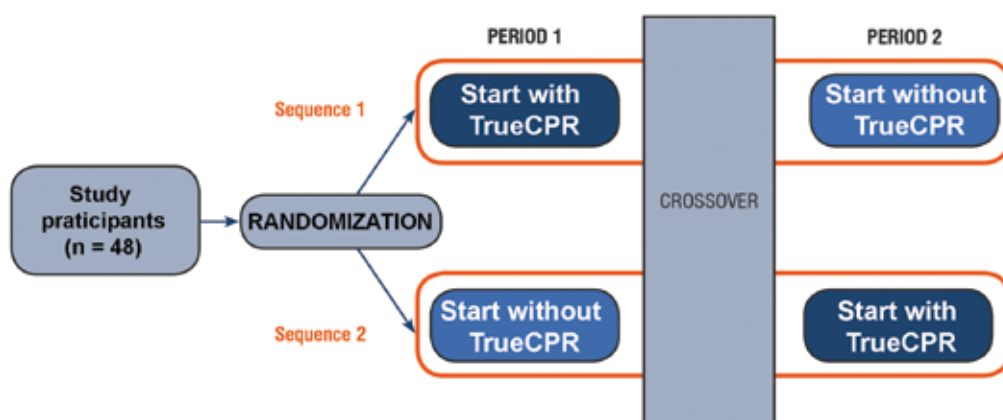 PERIOD 1
PERIOD 2
Sequence 1
Start with
TrueCPR
Start without
TrueCPR
Study
praticipants
(n = 48)
RANDOMIZATION
CROSSOVER
Sequence 2
Start without
TrueCPR
Start with
TrueCPR